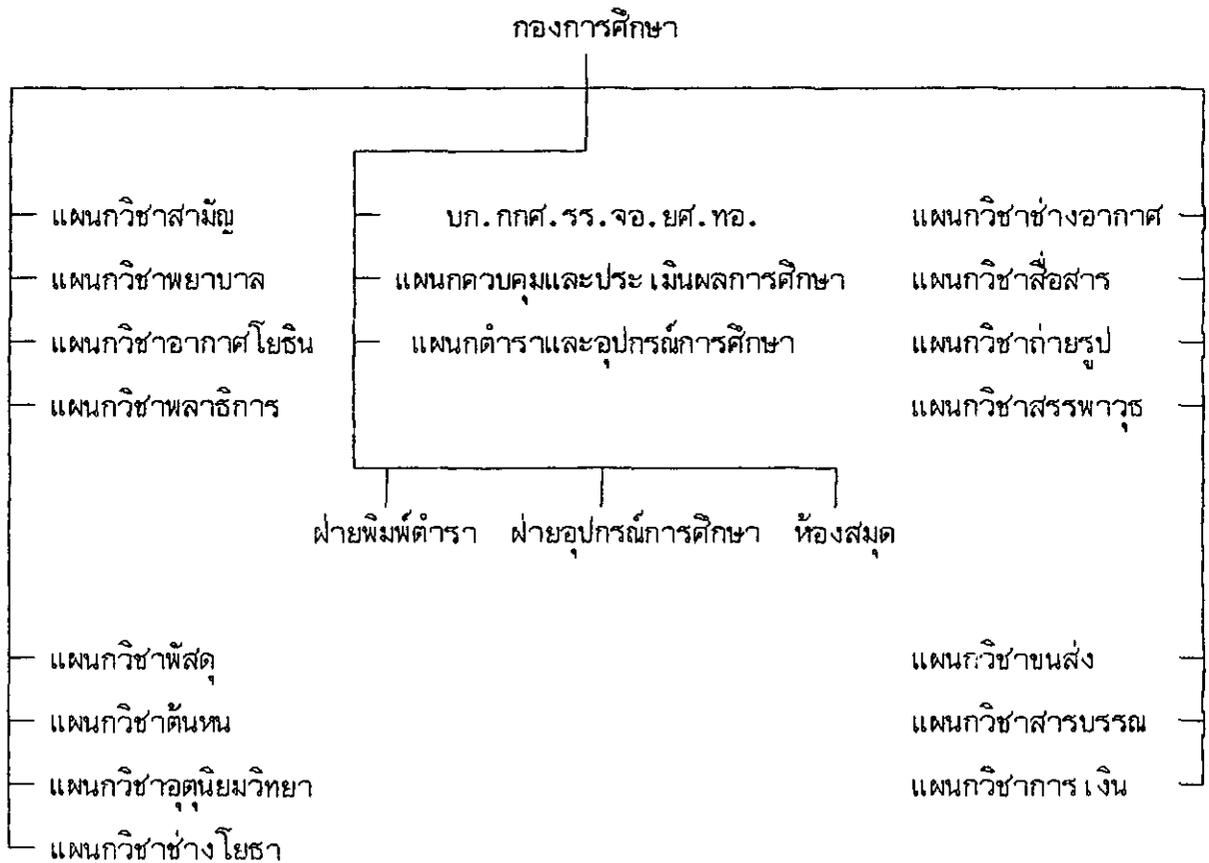 กองการศึกษา
แผนกวิชาสามัญ
บก.กกศ.รร.จอ.ยศ.ทอ.
แผนกวิชาช่างอากาศ
แผนกวิชาพยาบาล
แผนกควบคุมและประเมินผลการศึกษา
แผนกวิชาสื่อสาร
แผนกวิชาอากาศโยธิน
แผนกตำราและอุปกรณ์การศึกษา
แผนกวิชาถ่ายรูป
แผนกวิชาพลาธิการ
แผนกวิชาสรรพาวุธ
ฝ่ายพิมพ์ตำรา
ฝ่ายอุปกรณ์การศึกษา
ห้องสมุด
แผนกวิชาพัสดุ
แผนกวิชาขนส่ง
แผนกวิชาต้นหน
แผนกวิชาสารบรรณ
แผนกวิชาอุตุนิยมวิทยา
แผนกวิชาการเงิน
แผนกวิชาช่างโยธา